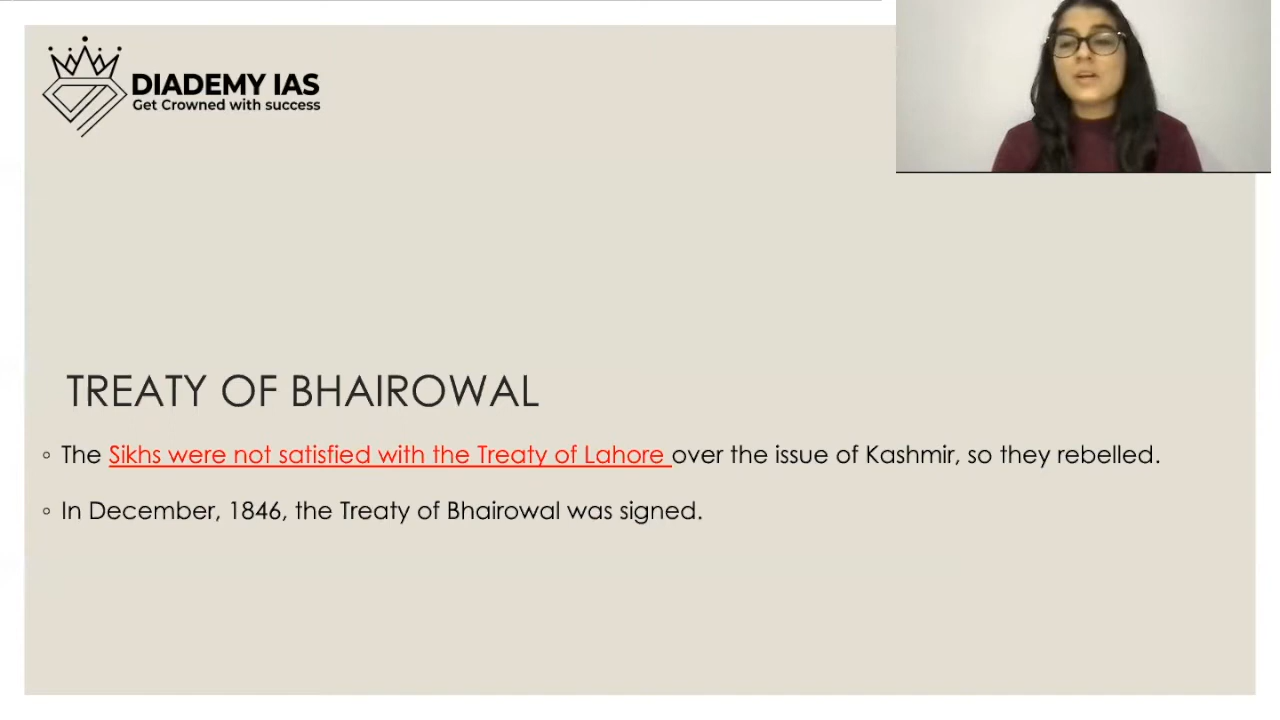 DIADEMY IAS
Get Crowned with success
TREATY OF BHAIROWAL
◦ The Sikhs were not satisfied with the Treaty of Lahore over the issue of Kashmir, so they rebelled.
◦ In December, 1846, the Treaty of Bhairowal was signed.